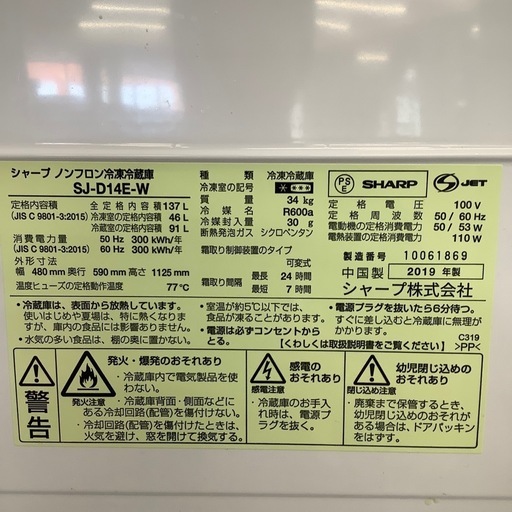 シャープ ノンフロン冷凍冷蔵庫
SJ-D14E-W
定格内容積 全定格内容積 137 L
(JIS C 9801-3:2015) 冷凍室の定格内容積 46 L
冷蔵室の定格内容積 91 L
消費電力量 50 Hz 300 kWh/年
(JIS C 9801-3:2015) 60 Hz 300 kWh/年
外形寸法
幅 480 mm 奥行 590 mm 高さ 1125 mm
温度ヒューズの定格動作温度 77℃
種類 冷凍冷蔵庫
冷凍室の記号
質量 34 kg
冷媒 R600a
冷媒封入量 30 g
断熱発泡ガス シクロペンタン
霜取り制御装置のタイプ
可変式
霜取り間隔 最長 24 時間
最短 7 時間
PS
E
SHARP
JET
定格電圧 100 V
定格周波数 50 / 60 Hz
電動機の定格消費電力 50 / 53 W
電熱装置の定格消費電力 110 W
製造番号 10061869
中国製 2019 年製
シャープ株式会社
・冷蔵庫は、表面から放熱しています。
使いはじめや夏場は、特に熱くなりま
すが、庫内の食品には影響ありません。
・水気の多い食品は、棚の奥に置かない。
・室温が約5℃以下では、
食品が凍ることがあります。
・電源は必ずコンセントから
とる。
・電源プラグを抜いたら6分待つ。
すぐに差し込むと冷却に影響が
でます。
【くわしくは取扱説明書をごらんください】
C319
>PP<
警告
発火注意
発火・爆発のおそれあり
・冷蔵庫内で電気製品を使
わない。
・冷蔵庫背面・側面などに
ある冷却回路(配管)を傷付けない。
・冷却回路(配管)を傷付けたときは、
火気を避け、窓を開けて換気する。
感電注意
感電の
おそれあり
・冷蔵庫のお手入
れ時は、電源プラ
グを抜く。
閉じ込め注意
幼児閉じ込めの
おそれあり
・廃棄まで保管するとき、幼
児閉じ込めのおそれが
ある場合は、ドアパッキン
をはずす。